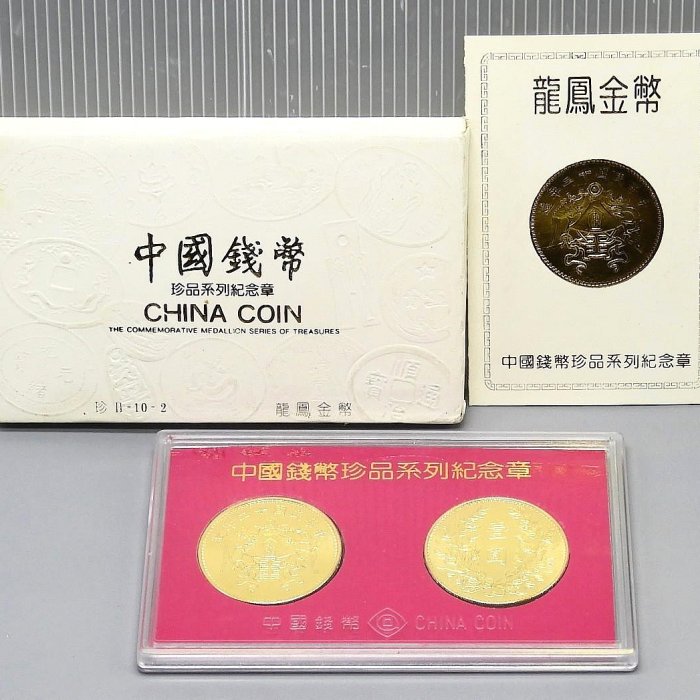 中國錢幣
珍品系列紀念章
CHINA COIN
THE COMMEMORATIVE MEDALLION SERIES OF TREASURES
珍 B-10-2 龍鳳金幣
龍鳳金幣
中國錢幣珍品系列紀念章
中國錢幣珍品系列紀念章
壹圓
中國錢幣 CHINA COIN